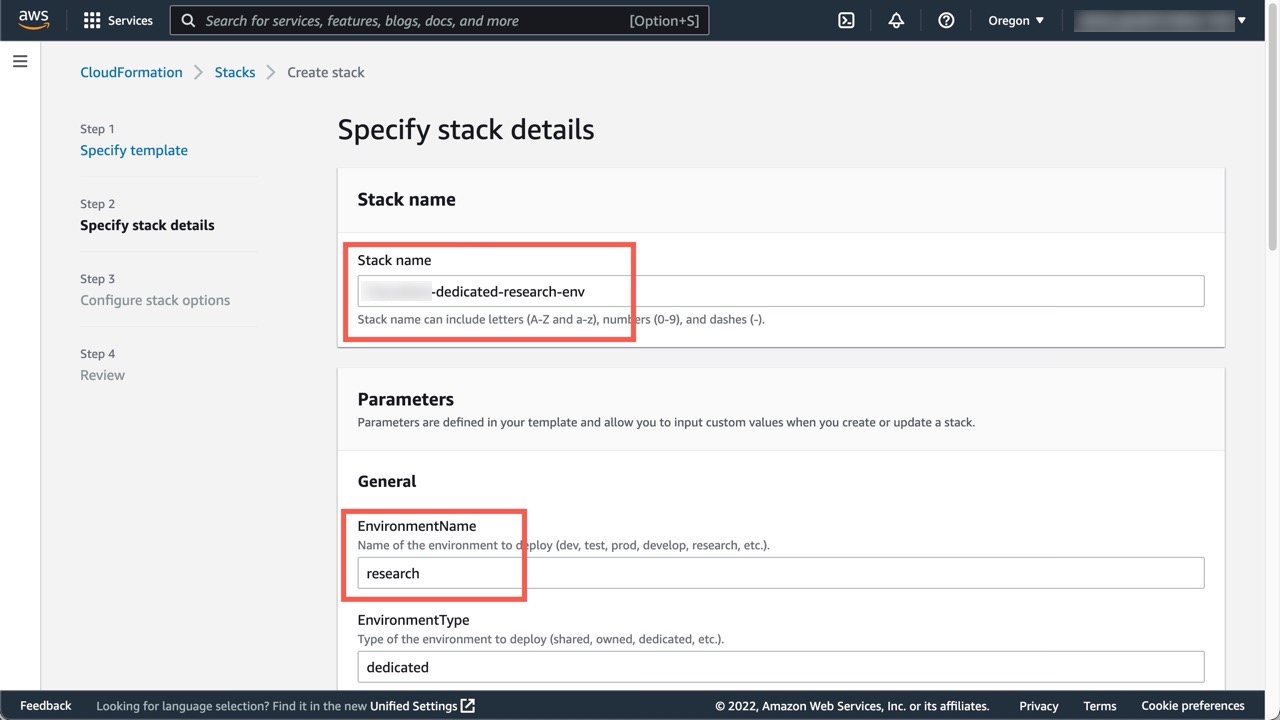 aws
Services
Search for services, features, blogs, docs, and more
[Option+S]
Oregon
CloudFormation
Stacks
Create stack
Step 1
Specify template
Step 2
Specify stack details
Step 3
Configure stack options
Step 4
Review
Specify stack details
Stack name
Stack name
-dedicated-research-env
Stack name can include letters (A-Z and a-z), numbers (0-9), and dashes (-).
Parameters
Parameters are defined in your template and allow you to input custom values when you create or update a stack.
General
EnvironmentName
Name of the environment to deploy (dev, test, prod, develop, research, etc.).
research
EnvironmentType
Type of the environment to deploy (shared, owned, dedicated, etc.).
dedicated
Feedback
Looking for language selection? Find it in the new Unified Settings
© 2022, Amazon Web Services, Inc. or its affiliates.
Privacy
Terms
Cookie preferences